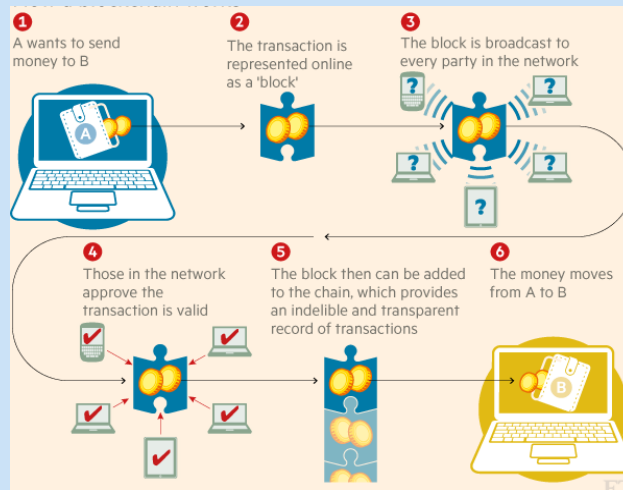 1
A wants to send
money to B
2
The transaction is
represented online
as a 'block'
3
The block is broadcast to
every party in the network
A
?
?
?
?
?
4
Those in the network
approve the
transaction is valid
5
The block then can be added
to the chain, which provides
an indelible and transparent
record of transactions
6
The money moves
from A to B
B